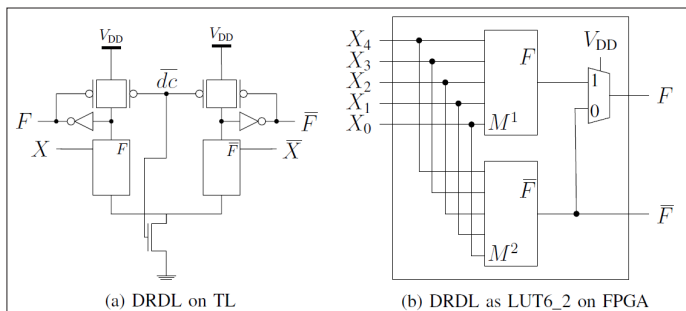 V_DD V_DD
\overline{dc}
F F \overline{F} \overline{F}
X \overline{X}
(a) DRDL on TL
X_4 F V_DD
X_3
X_2 1 F
X_1 0
X_0 M^1
\overline{F} \overline{F}
M^2
(b) DRDL as LUT6_2 on FPGA